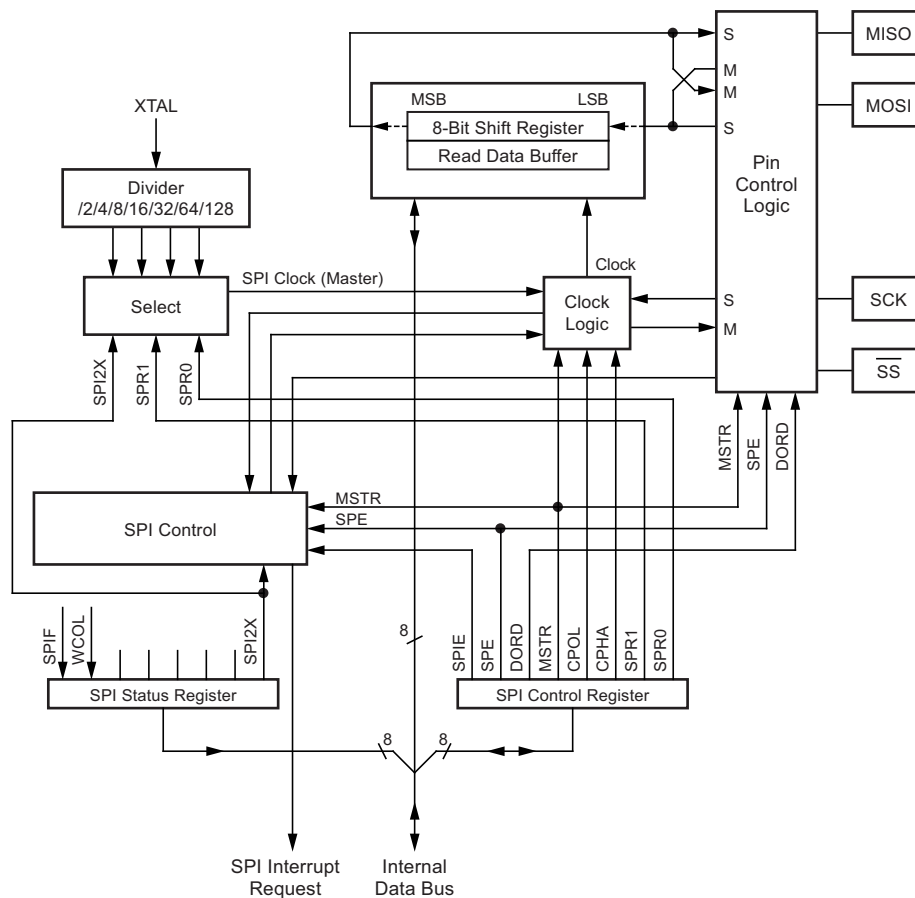 S
MISO
M
MSB
LSB
M
MOSI
XTAL
8-Bit Shift Register
S
Read Data Buffer
Pin
Control
Logic
Divider
/2/4/8/16/32/64/128
SPI Clock (Master)
Clock
Select
Clock
Logic
S
SCK
M
SPI2X
SPR1
SPR0
SS
MSTR
SPE
DORD
MSTR
SPI Control
SPE
SPIF
WCOL
SPI2X
8
SPIE
SPE
DORD
MSTR
CPOL
CPHA
SPR1
SPR0
SPI Status Register
SPI Control Register
8
8
SPI Interrupt
Request
Internal
Data Bus